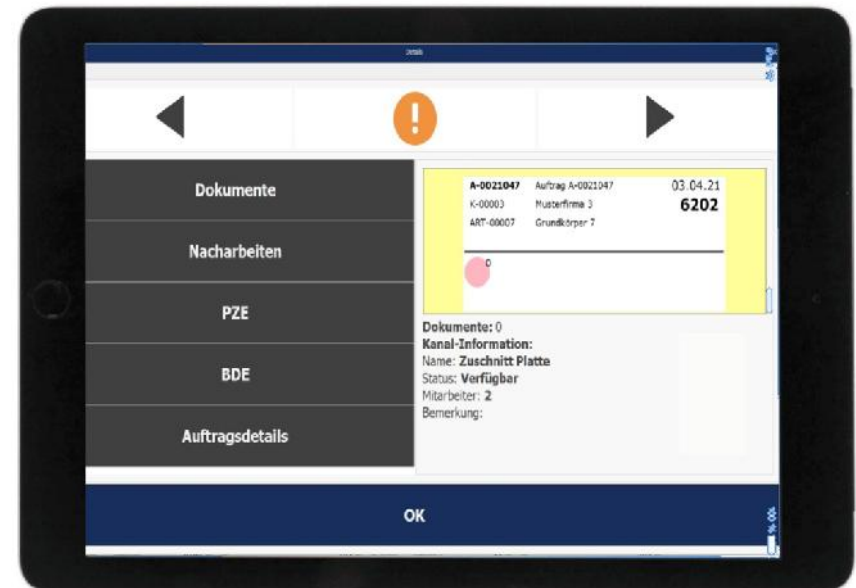 Dokumente
Nacharbeiten
PZE
BDE
Auftragsdetails
A-0021047 Auftrag A-0021047 03.04.21
K-00003 Musterfirma 3 6202
ART-00007 Grundkörper 7
0
Dokumente: 0
Kanal-Information:
Name: Zuschnitt Platte
Status: Verfügbar
Mitarbeiter: 2
Bemerkung:
OK